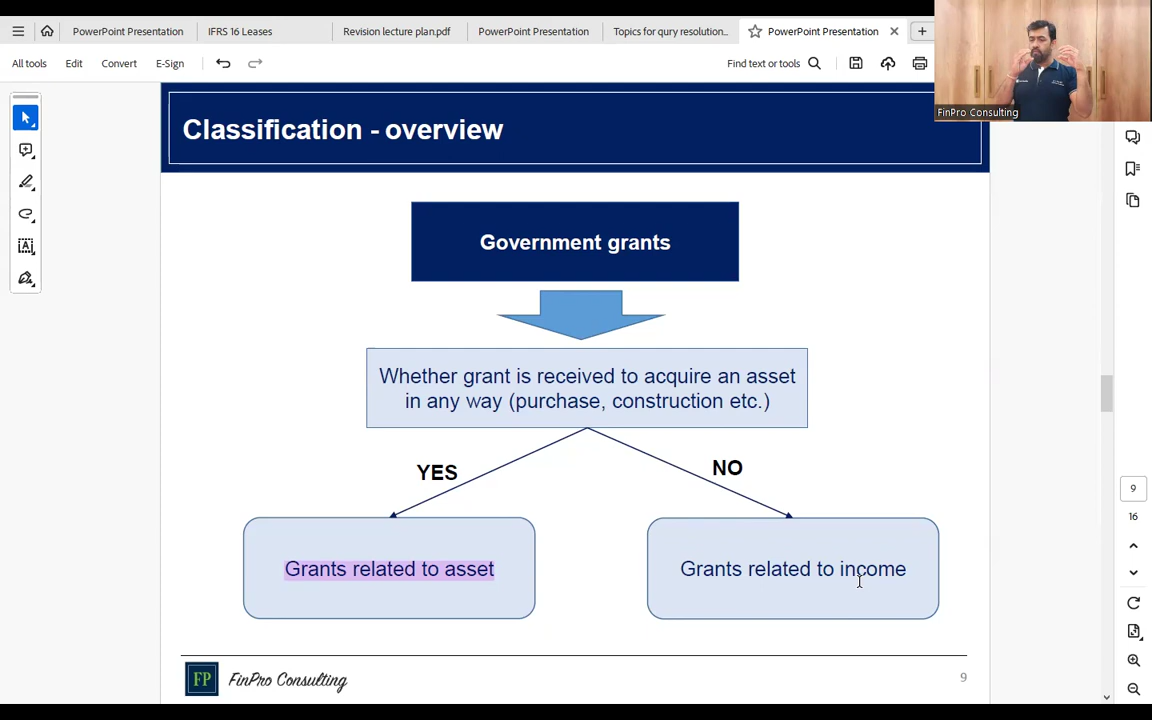 PowerPoint Presentation
IFRS 16 Leases
Revision lecture plan.pdf
PowerPoint Presentation
Topics for qury resolution...
PowerPoint Presentation
All tools
Edit
Convert
E-Sign
Find text or tools
FinPro Consulting
Classification - overview
Government grants
Whether grant is received to acquire an asset
in any way (purchase, construction etc.)
YES
NO
Grants related to asset
Grants related to income
FP
FinPro Consulting
9
9
16